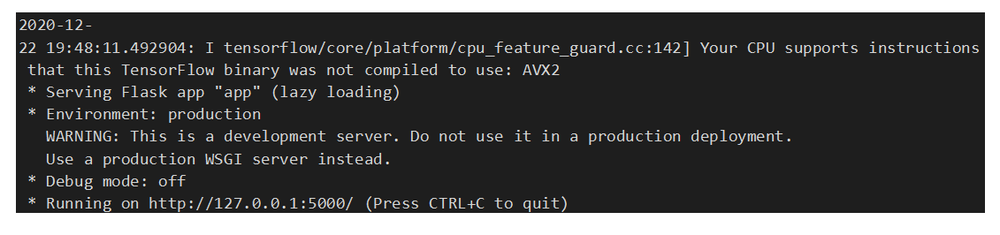 2020-12-
22 19:48:11.492904: I tensorflow/core/platform/cpu_feature_guard.cc:142] Your CPU supports instructions
 that this TensorFlow binary was not compiled to use: AVX2
 * Serving Flask app "app" (lazy loading)
 * Environment: production
   WARNING: This is a development server. Do not use it in a production deployment.
   Use a production WSGI server instead.
 * Debug mode: off
 * Running on http://127.0.0.1:5000/ (Press CTRL+C to quit)